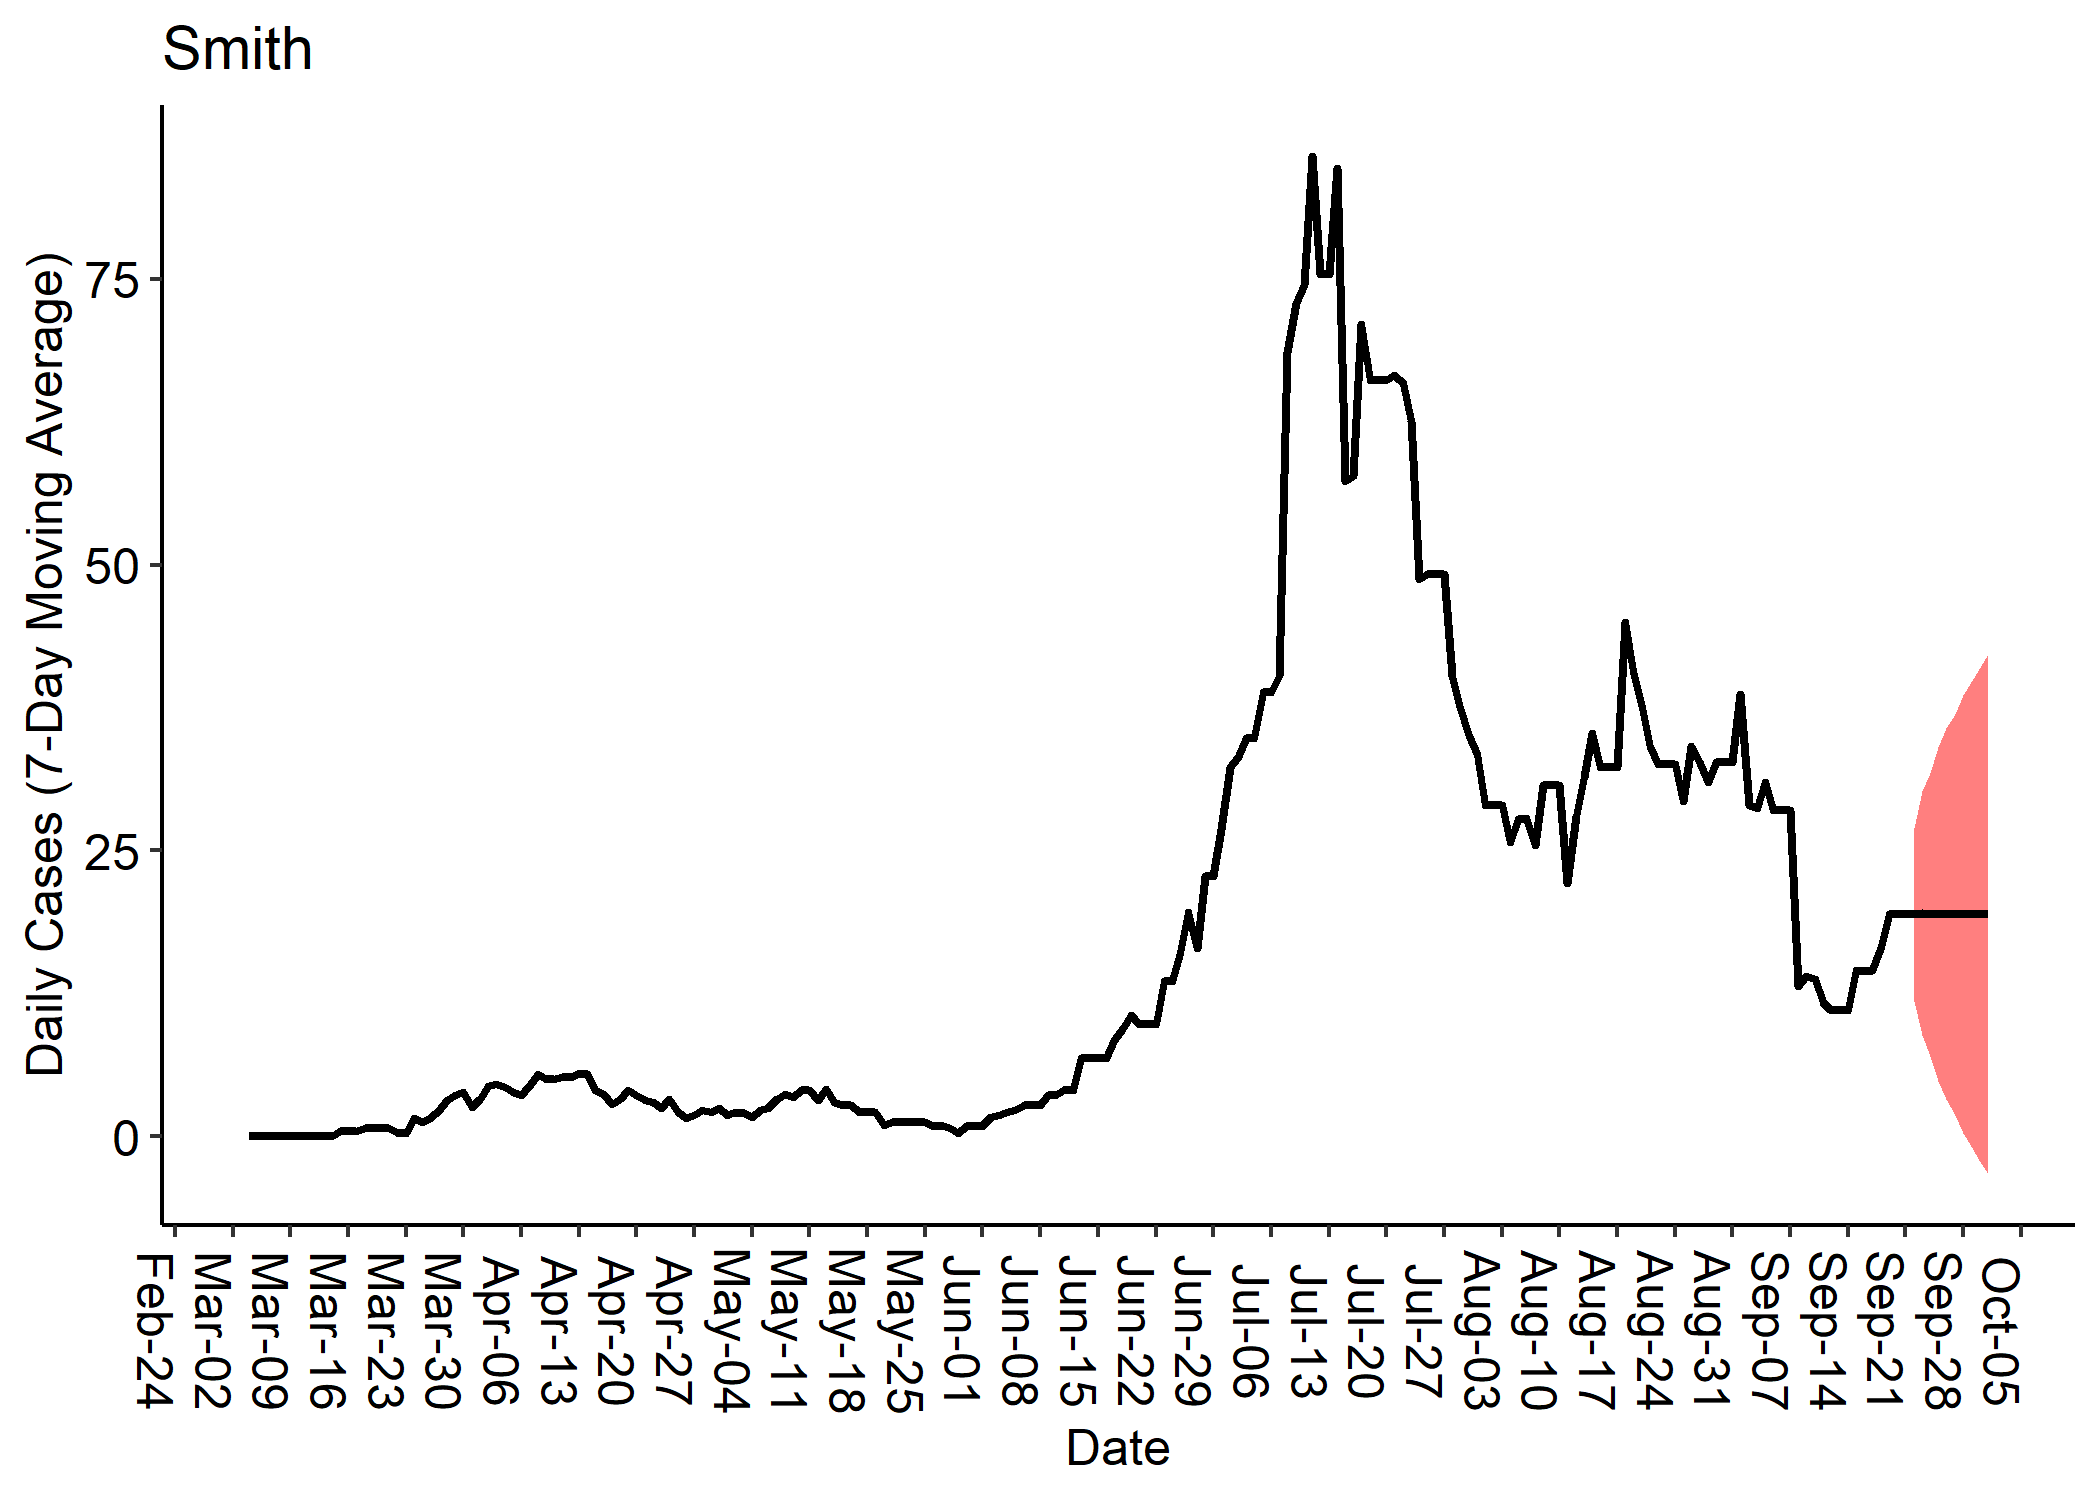 Smith
Daily Cases (7-Day Moving Average)
75
50
25
0
Feb-24
Mar-02
Mar-09
Mar-16
Mar-23
Mar-30
Apr-06
Apr-13
Apr-20
Apr-27
May-04
May-11
May-18
May-25
Jun-01
Jun-08
Jun-15
Jun-22
Jun-29
Jul-06
Jul-13
Jul-20
Jul-27
Aug-03
Aug-10
Aug-17
Aug-24
Aug-31
Sep-07
Sep-14
Sep-21
Sep-28
Oct-05
Date